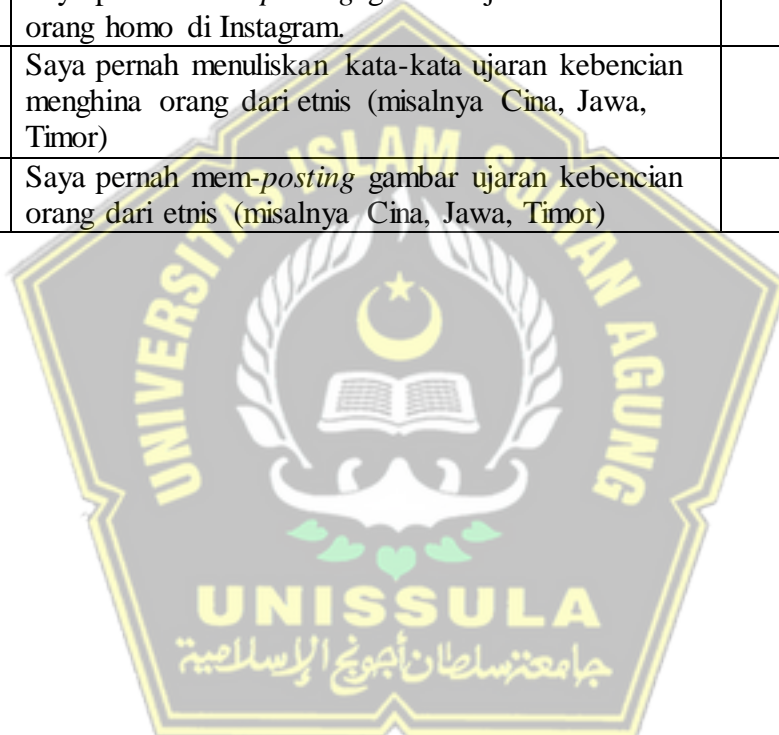 orang homo di Instagram.
Saya pernah menuliskan kata-kata ujaran kebencian
menghina orang dari etnis (misalnya Cina, Jawa,
Timor)
Saya pernah mem-posting gambar ujaran kebencian
orang dari etnis (misalnya Cina, Jawa, Timor)
UNIVERSITAS ISLAM SULTAN AGUNG
UNISSULA
جامعة سلطان أجونج الإسلامية